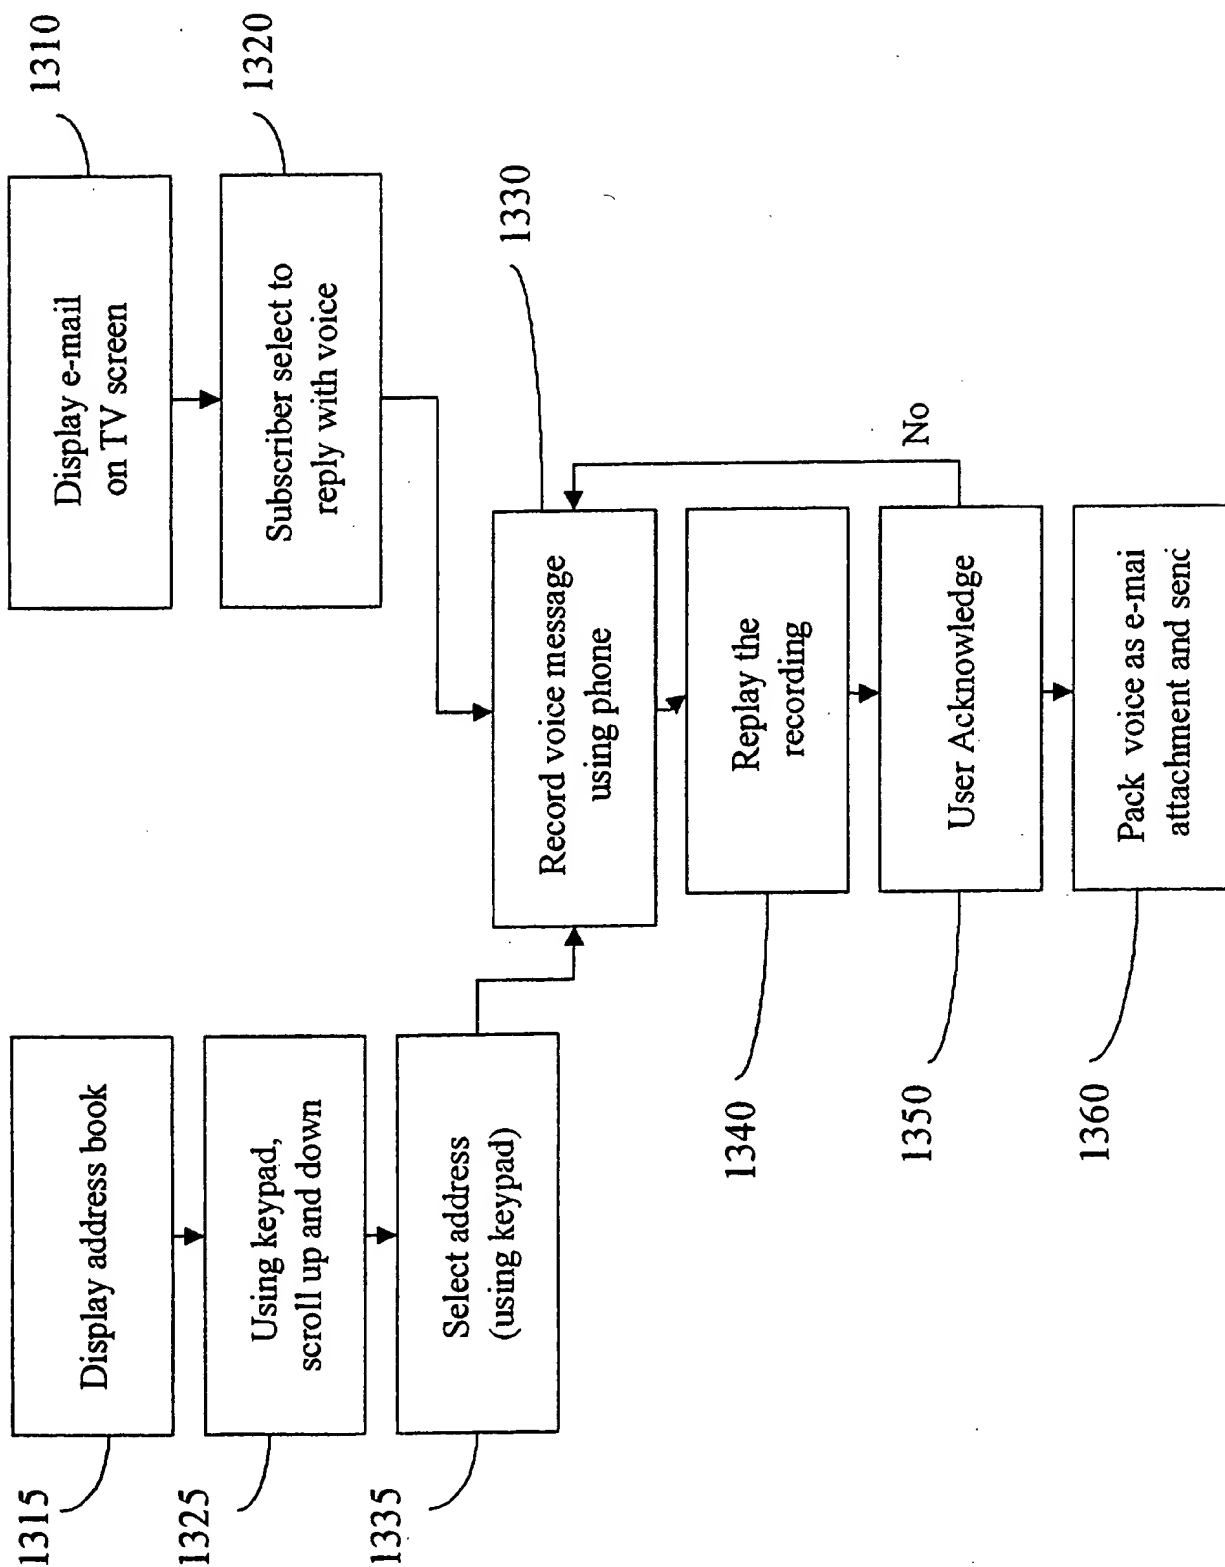 1315
Display address book
1325
Using keypad,
scroll up and down
1335
Select address
(using keypad)
1310
Display e-mail
on TV screen
1320
Subscriber select to
reply with voice
1330
Record voice message
using phone
1340
Replay the
recording
1350
User Acknowledge
No
1360
Pack voice as e-mai
attachment and send